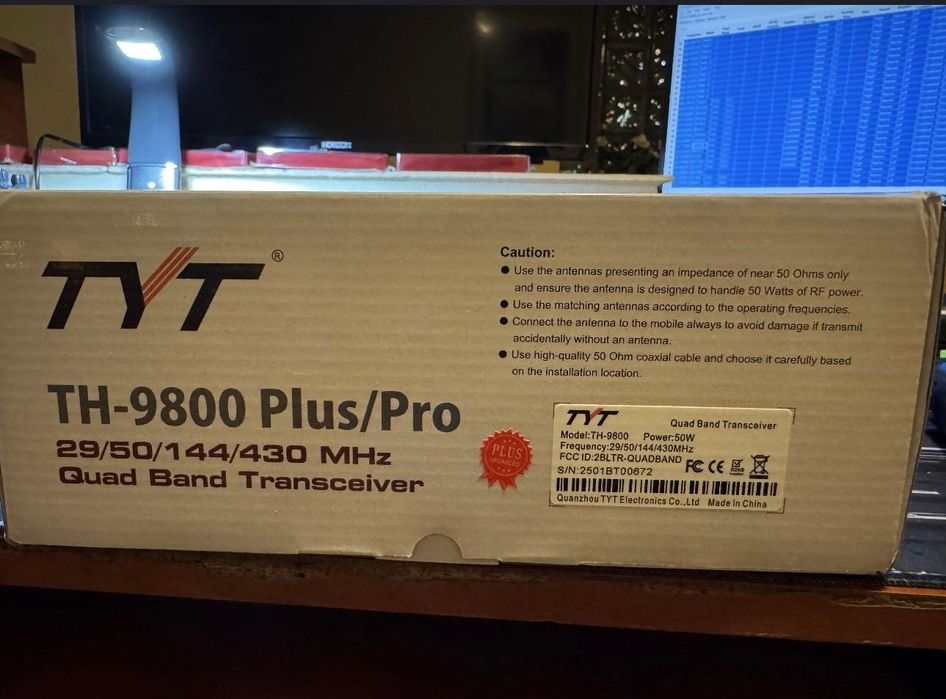 TYT®
TH-9800 Plus/Pro
29/50/144/430 MHz
Quad Band Transceiver
PLUS
UPGRADED
Caution:
● Use the antennas presenting an impedance of near 50 Ohms only
and ensure the antenna is designed to handle 50 Watts of RF power.
● Use the matching antennas according to the operating frequencies.
● Connect the antenna to the mobile always to avoid damage if transmit
accidentally without an antenna.
● Use high-quality 50 Ohm coaxial cable and choose it carefully based
on the installation location.
TYT Quad Band Transceiver
Model:TH-9800 Power:50W
Frequency:29/50/144/430MHz
FCC ID:2BLTR-QUADBAND FC CE ROHS
S/N:2501BT00672
Quanzhou TYT Electronics Co.,Ltd Made in China